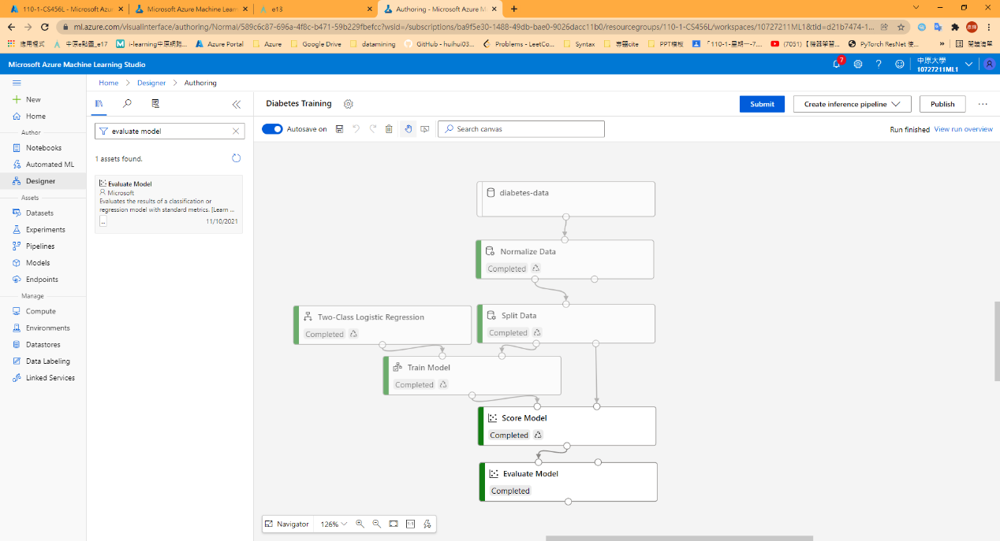 110-1-CS456L - Microsoft Azur
Microsoft Azure Machine Learn
e13
Authoring - Microsoft Azure M
ml.azure.com/visualinterface/authoring/Normal/589c6c87-696a-4f8c-b471-59b229fbefcc?wsid=/subscriptions/ba9f5e30-1488-49db-bae0-9026dacc11b0/resourcegroups/110-1-CS456L/workspaces/10727211ML1&tid=d21b7474-1...
應用程式
中原e點靈_e17
i-learning中原網路...
Azure Portal
Azure
Google Drive
datamining
GitHub - huihui03...
Problems - LeetCo...
Syntax
專題cite
PPT模板
「110-1-星期一-7....
(7051)【機器學習...
PyTorch ResNet 使...
閱讀清單
Microsoft Azure Machine Learning Studio
7
中原大學
10727211ML1
Home > Designer > Authoring
New
Home
Author
Notebooks
Automated ML
Designer
Assets
Datasets
Experiments
Pipelines
Models
Endpoints
Manage
Compute
Environments
Datastores
Data Labeling
Linked Services
evaluate model
1 assets found.
Evaluate Model
Microsoft
Evaluates the results of a classification or
regression model with standard metrics. [Learn ...
...
11/10/2021
Diabetes Training
Submit
Create inference pipeline
Publish
Autosave on
Search canvas
Run finished View run overview
diabetes-data
Normalize Data
Completed
Two-Class Logistic Regression
Completed
Split Data
Completed
Train Model
Completed
Score Model
Completed
Evaluate Model
Completed
Navigator
126%
1:1